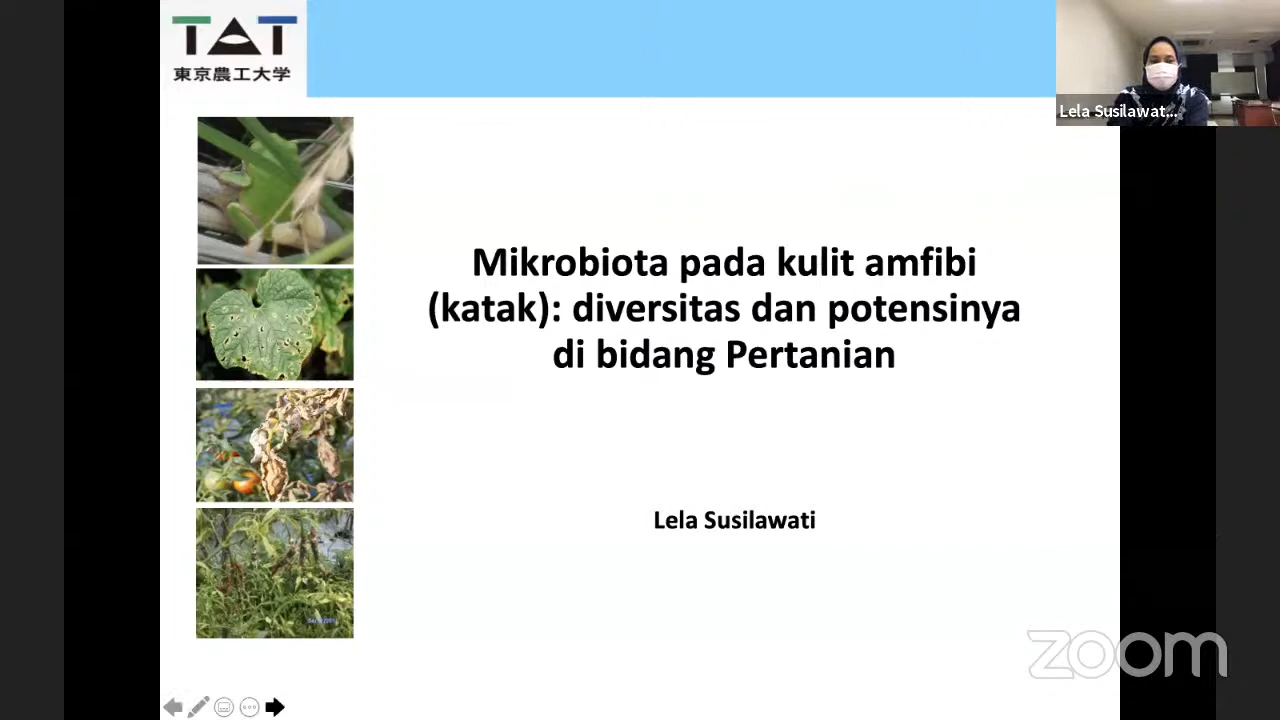 TAT
東京農工大学
Lela Susilawat...
Mikrobiota pada kulit amfibi
(katak): diversitas dan potensinya
di bidang Pertanian
Lela Susilawati
zoom